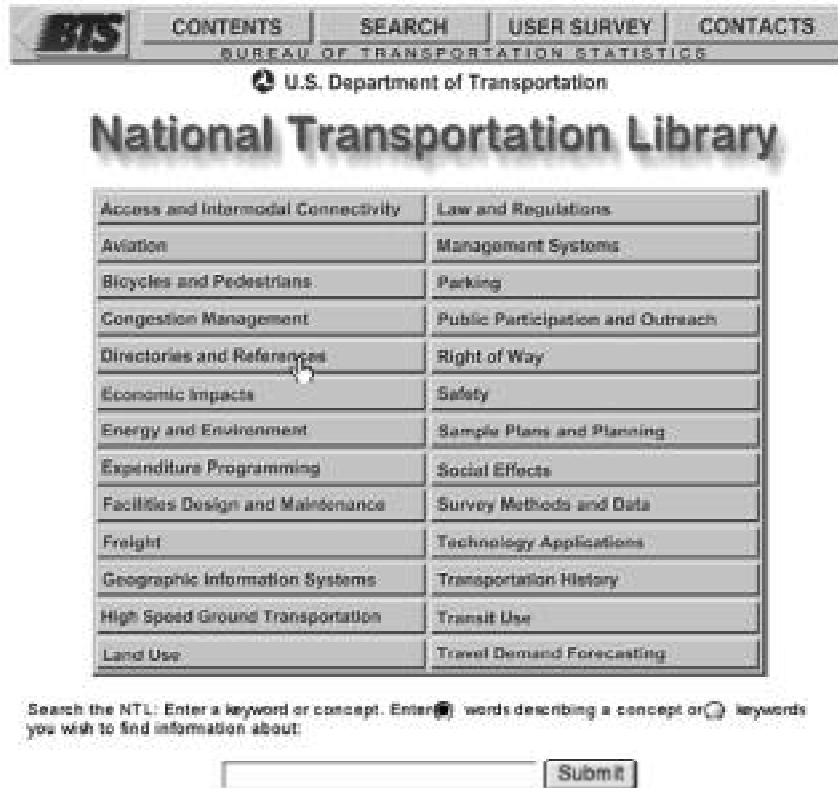 BTS CONTENTS SEARCH USER SURVEY CONTACTS
BUREAU OF TRANSPORTATION STATISTICS
U.S. Department of Transportation
National Transportation Library
Access and Intermodal Connectivity
Law and Regulations
Aviation
Management Systems
Bicycles and Pedestrians
Parking
Congestion Management
Public Participation and Outreach
Directories and References
Right of Way
Economic Impacts
Safety
Energy and Environment
Sample Plans and Planning
Expenditure Programming
Social Effects
Facilities Design and Maintenance
Survey Methods and Data
Freight
Technology Applications
Geographic Information Systems
Transportation History
High Speed Ground Transportation
Transit Use
Land Use
Travel Demand Forecasting
Search the NTL: Enter a keyword or concept. Enter words describing a concept or keywords
you wish to find information about:
Submit